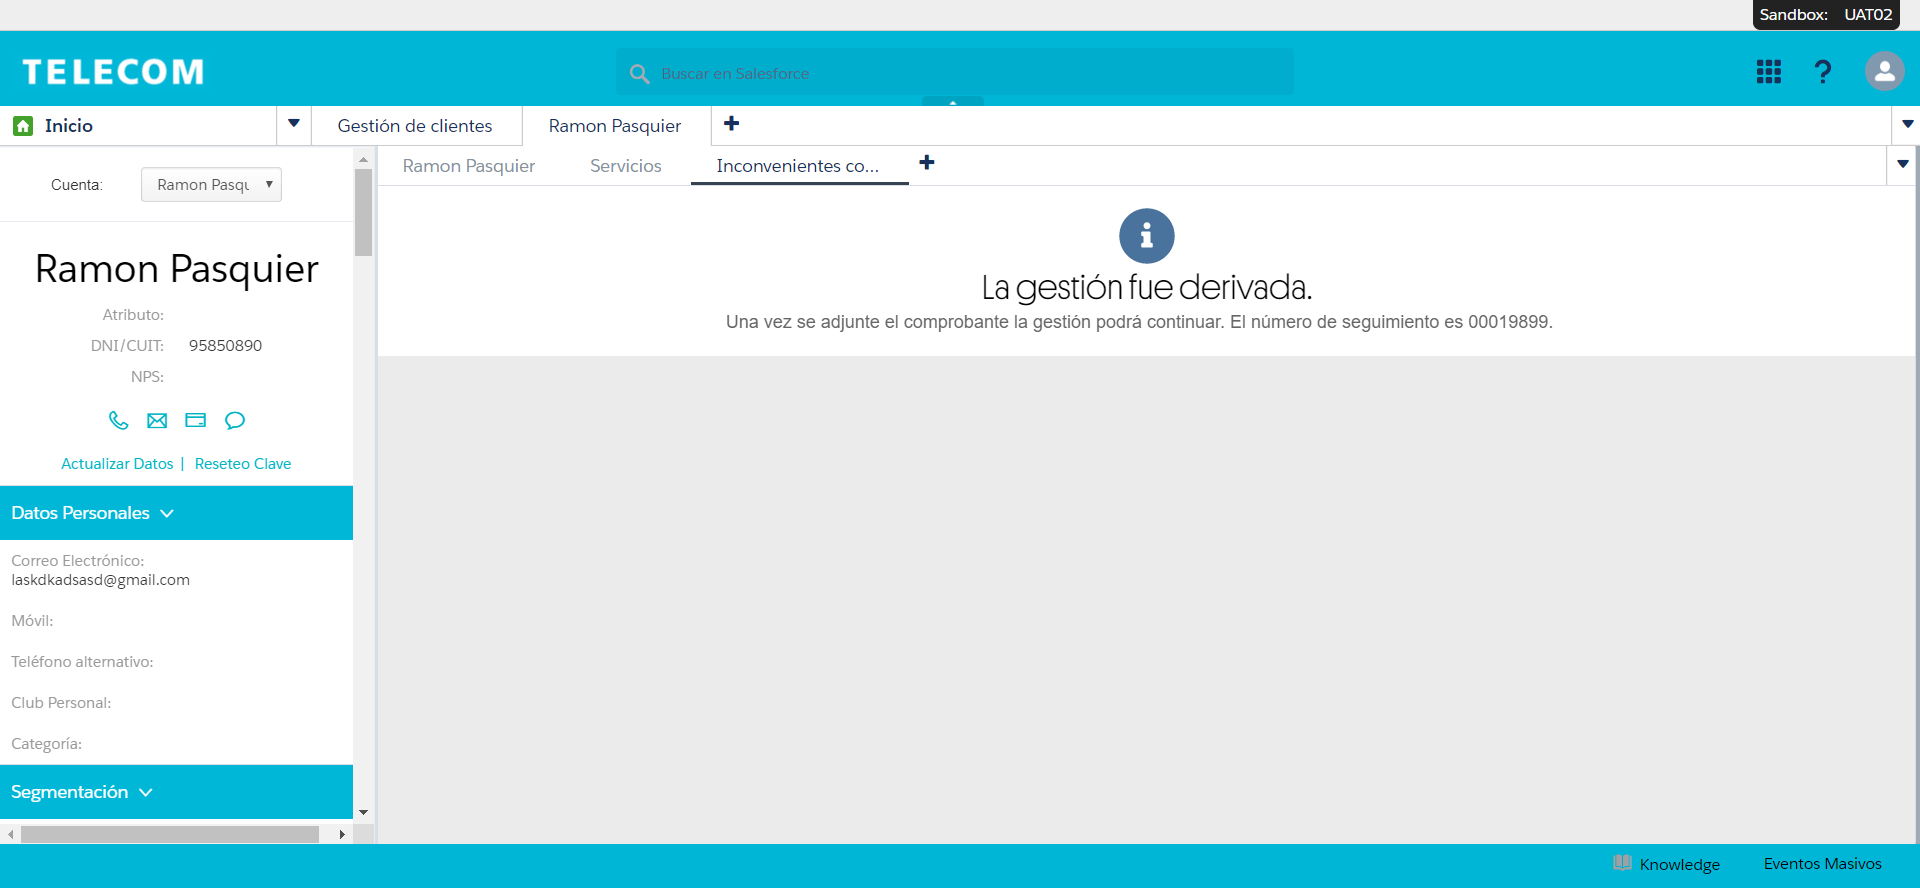 Sandbox: UAT02
TELECOM
Buscar en Salesforce
Inicio
Gestión de clientes
Ramon Pasquier
Ramon Pasquier
Servicios
Inconvenientes co...
Cuenta:
Ramon Pasqu
Ramon Pasquier
Atributo:
DNI/CUIT: 95850890
NPS:
Actualizar Datos | Reseteo Clave
Datos Personales
Correo Electrónico:
laskdkadsasd@gmail.com
Móvil:
Teléfono alternativo:
Club Personal:
Categoría:
Segmentación
La gestión fue derivada.
Una vez se adjunte el comprobante la gestión podrá continuar. El número de seguimiento es 00019899.
Knowledge
Eventos Masivos